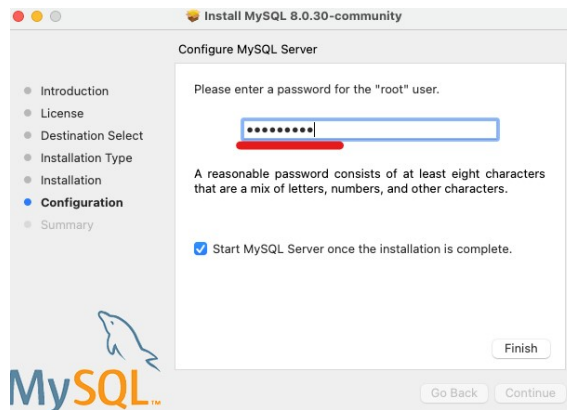 Install MySQL 8.0.30-community
Configure MySQL Server
Introduction
License
Destination Select
Installation Type
Installation
Configuration
Summary
Please enter a password for the "root" user.
•••••••••
A reasonable password consists of at least eight characters
that are a mix of letters, numbers, and other characters.
Start MySQL Server once the installation is complete.
Finish
MySQL™
Go Back
Continue